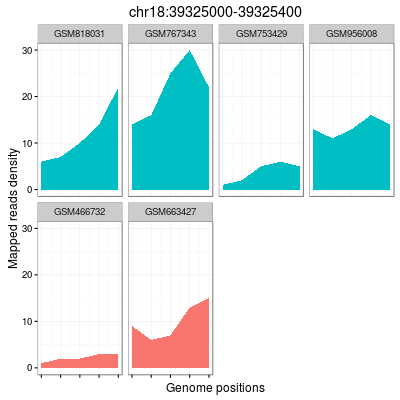 chr18:39325000-39325400
GSM818031 GSM767343 GSM753429 GSM956008
30
20
10
0
Mapped reads density
GSM466732 GSM663427
30
20
10
0
Genome positions